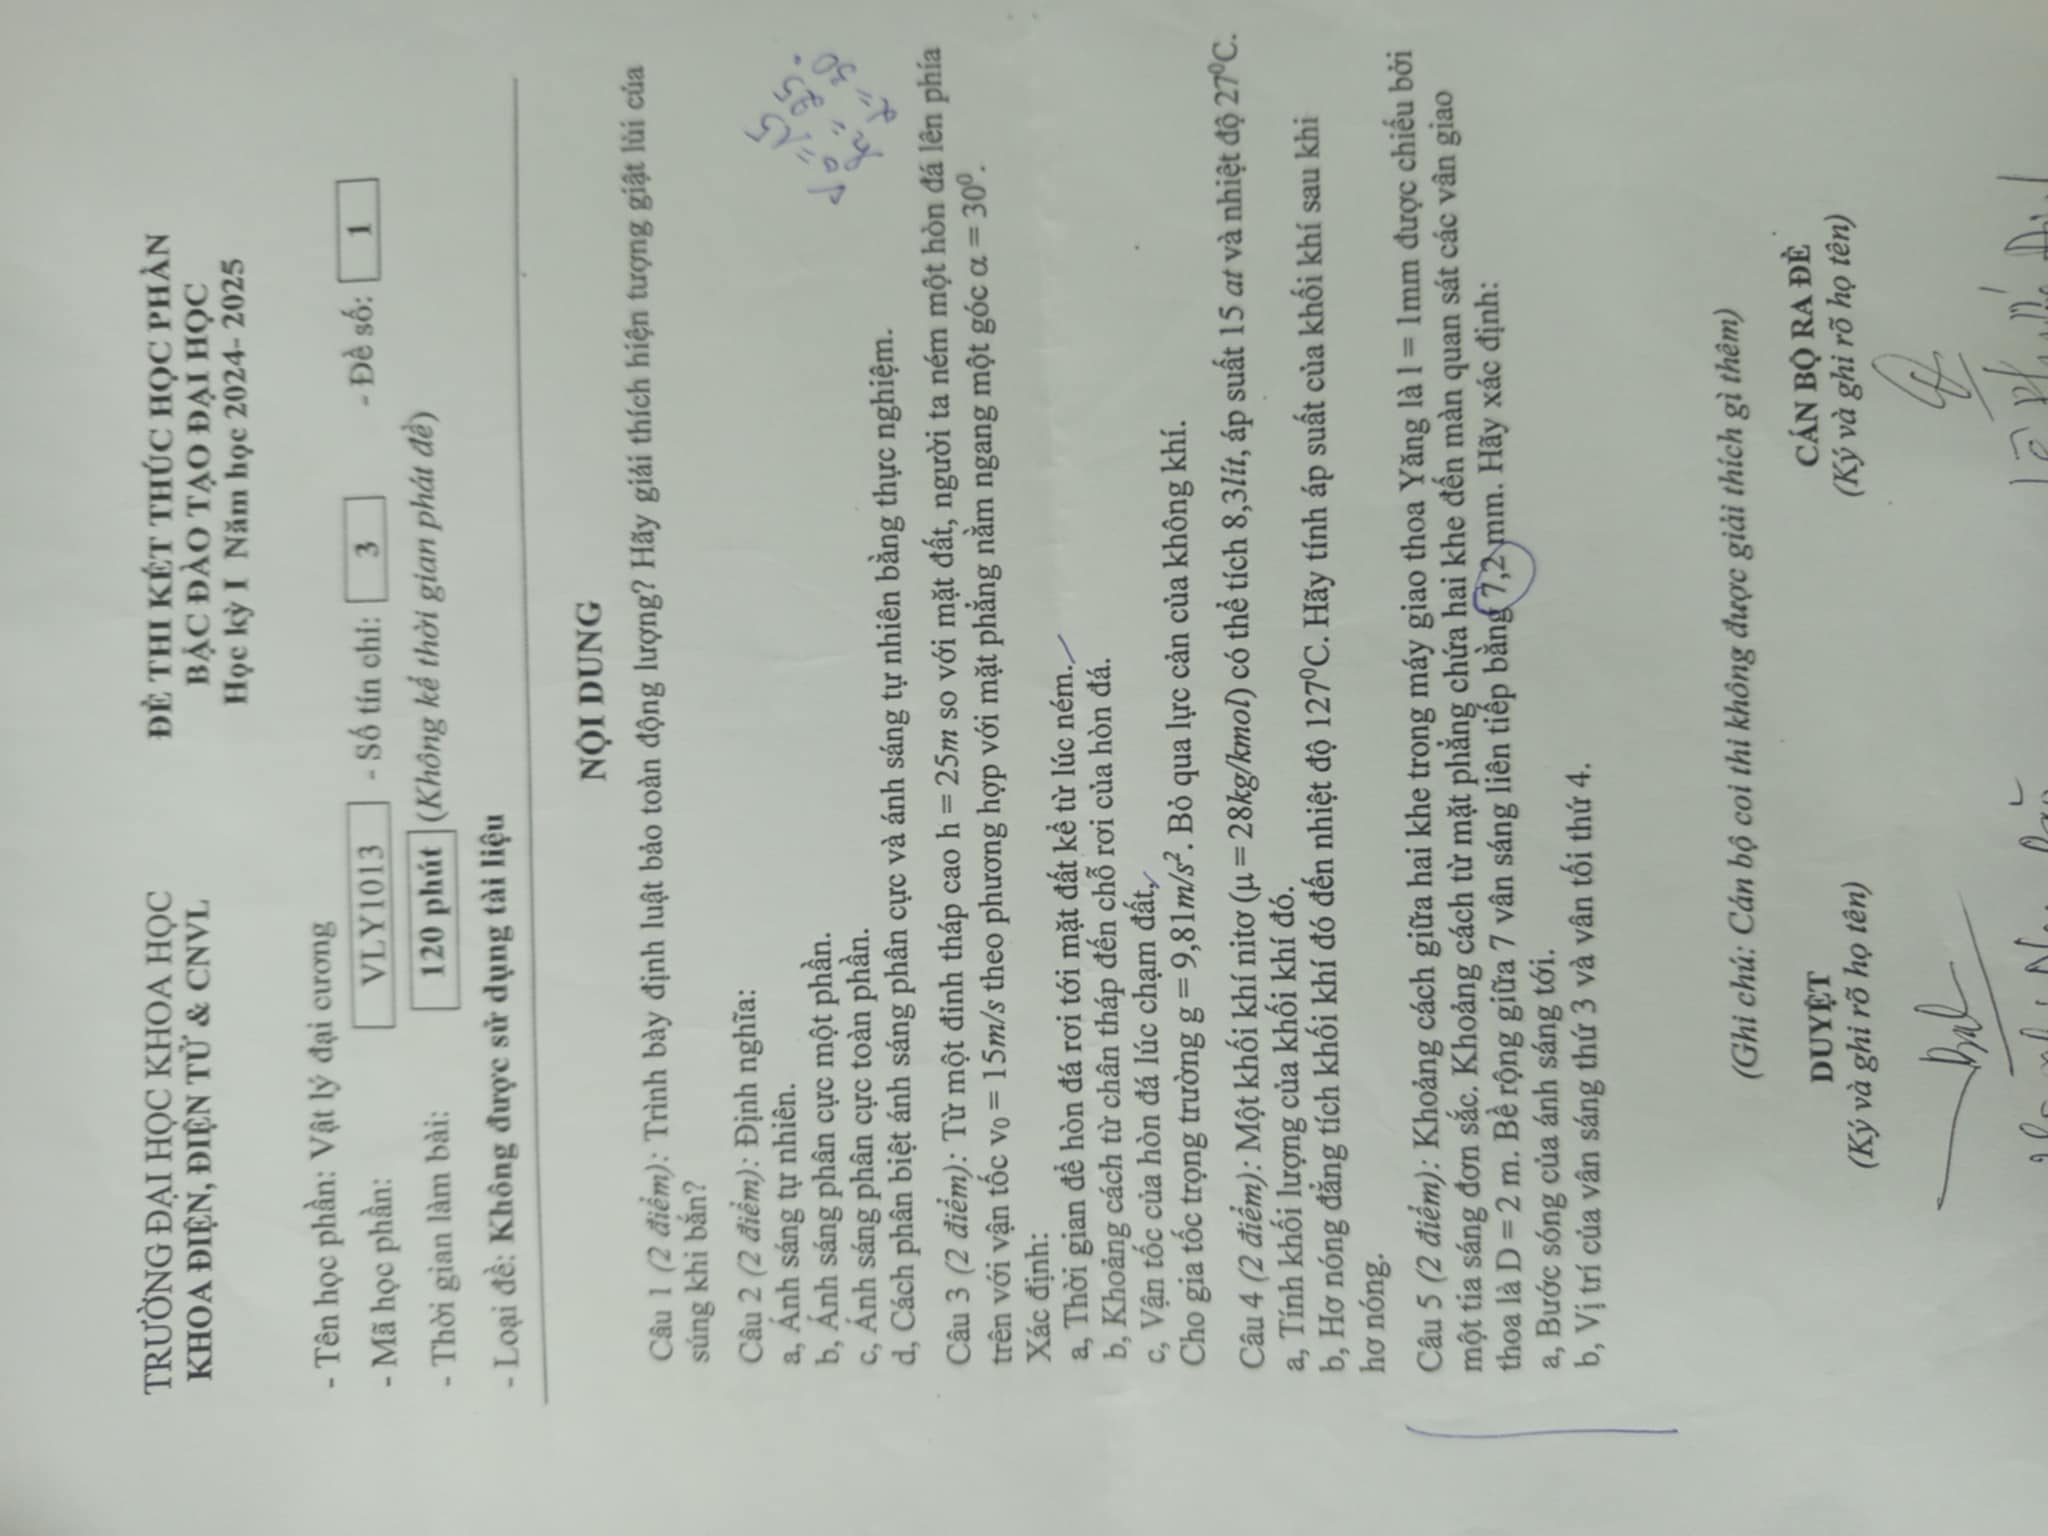 TRƯỜNG ĐẠI HỌC KHOA HỌC
KHOA ĐIỆN, ĐIỆN TỬ & CNVL
ĐỀ THI KẾT THÚC HỌC PHẦN
BẬC ĐÀO TẠO ĐẠI HỌC
Học kỳ I Năm học 2024- 2025
- Tên học phần: Vật lý đại cương
- Mã học phần: VLY1013 - Số tín chỉ: 3 - Đề số: 1
- Thời gian làm bài: 120 phút (Không kể thời gian phát đề)
- Loại đề: Không được sử dụng tài liệu
NỘI DUNG
Câu 1 (2 điểm): Trình bày định luật bảo toàn động lượng? Hãy giải thích hiện tượng giật lùi của
súng khi bắn?
Câu 2 (2 điểm): Định nghĩa:
a, Ánh sáng tự nhiên.
b, Ánh sáng phân cực một phần.
c, Ánh sáng phân cực toàn phần.
d, Cách phân biệt ánh sáng phân cực và ánh sáng tự nhiên bằng thực nghiệm.
Câu 3 (2 điểm): Từ một đỉnh tháp cao h = 25m so với mặt đất, người ta ném một hòn đá lên phía
trên với vận tốc v₀ = 15m/s theo phương hợp với mặt phẳng nằm ngang một góc α = 30⁰.
Xác định:
a, Thời gian để hòn đá rơi tới mặt đất kể từ lúc ném.
b, Khoảng cách từ chân tháp đến chỗ rơi của hòn đá.
c, Vận tốc của hòn đá lúc chạm đất,
Cho gia tốc trọng trường g = 9,81m/s². Bỏ qua lực cản của không khí.
Câu 4 (2 điểm): Một khối khí nitơ (μ = 28kg/kmol) có thể tích 8,3lít, áp suất 15 at và nhiệt độ 27⁰C.
a, Tính khối lượng của khối khí đó.
b, Hơ nóng đẳng tích khối khí đó đến nhiệt độ 127⁰C. Hãy tính áp suất của khối khí sau khi
hơ nóng.
Câu 5 (2 điểm): Khoảng cách giữa hai khe trong máy giao thoa Yăng là l = 1mm được chiếu bởi
một tia sáng đơn sắc. Khoảng cách từ mặt phẳng chứa hai khe đến màn quan sát các vân giao
thoa là D = 2 m. Bề rộng giữa 7 vân sáng liên tiếp bằng 7,2 mm. Hãy xác định:
a, Bước sóng của ánh sáng tới.
b, Vị trí của vân sáng thứ 3 và vân tối thứ 4.
(Ghi chú: Cán bộ coi thi không được giải thích gì thêm)
DUYỆT
(Ký và ghi rõ họ tên)
CÁN BỘ RA ĐỀ
(Ký và ghi rõ họ tên)